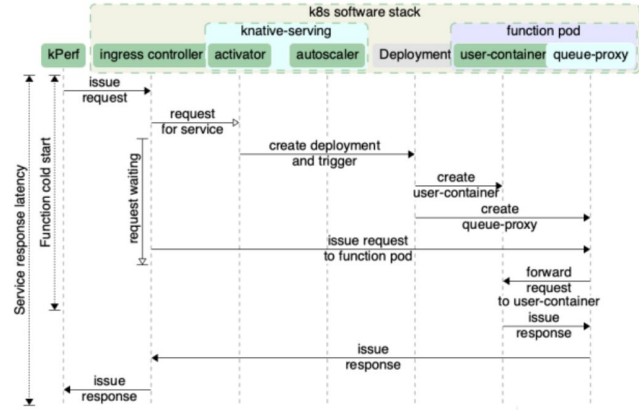 k8s software stack
knative-serving
function pod
kPerf
ingress controller
activator
autoscaler
Deployment
user-container
queue-proxy
issue
request
request
for service
create deployment
and trigger
create
user-container
create
queue-proxy
issue request
to function pod
forward
request
to user-container
issue
response
issue
response
issue
response
Service response latency
Function cold start
request waiting